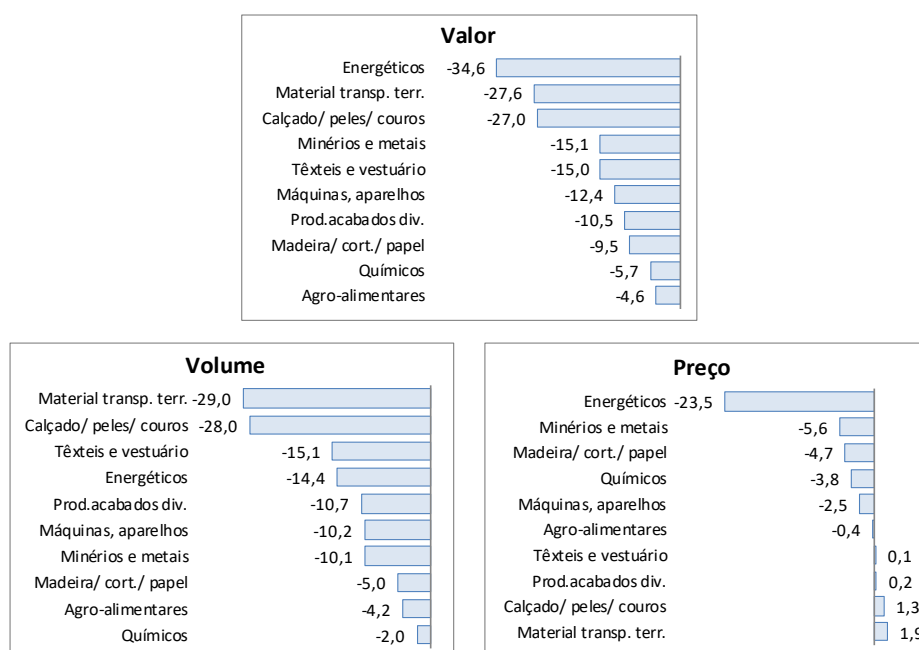 Valor
Energéticos -34,6
Material transp. terr. -27,6
Calçado/ peles/ couros -27,0
Minérios e metais -15,1
Têxteis e vestuário -15,0
Máquinas, aparelhos -12,4
Prod.acabados div. -10,5
Madeira/ cort./ papel -9,5
Químicos -5,7
Agro-alimentares -4,6
Volume
Material transp. terr. -29,0
Calçado/ peles/ couros -28,0
Têxteis e vestuário -15,1
Energéticos -14,4
Prod.acabados div. -10,7
Máquinas, aparelhos -10,2
Minérios e metais -10,1
Madeira/ cort./ papel -5,0
Agro-alimentares -4,2
Químicos -2,0
Preço
Energéticos -23,5
Minérios e metais -5,6
Madeira/ cort./ papel -4,7
Químicos -3,8
Máquinas, aparelhos -2,5
Agro-alimentares -0,4
Têxteis e vestuário 0,1
Prod.acabados div. 0,2
Calçado/ peles/ couros 1,3
Material transp. terr. 1,9